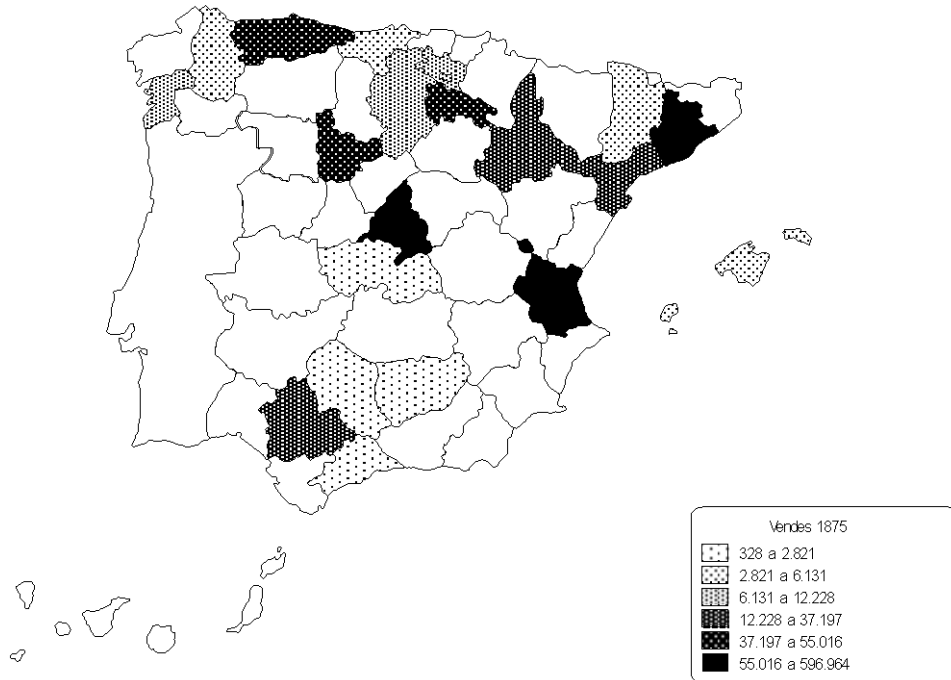 Vendes 1875
328 a 2.821
2.821 a 6.131
6.131 a 12.228
12.228 a 37.197
37.197 a 55.016
55.016 a 596.964